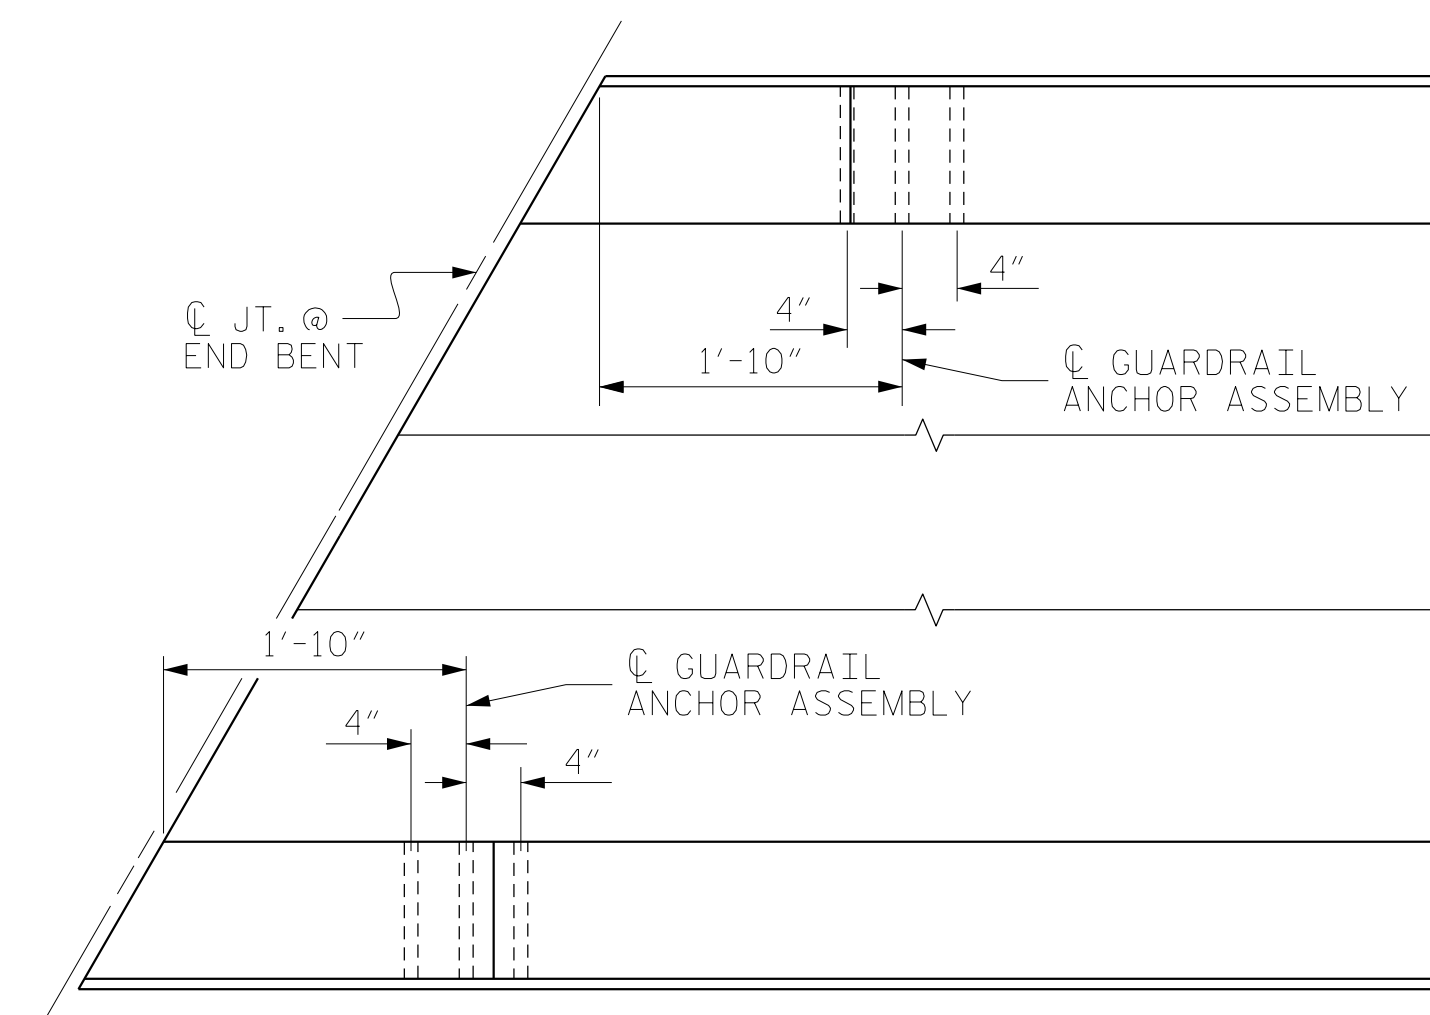 4"
℄ JT. @
END BENT
4"
1'-10"
℄ GUARDRAIL
ANCHOR ASSEMBLY
1'-10"
℄ GUARDRAIL
ANCHOR ASSEMBLY
4"
4"